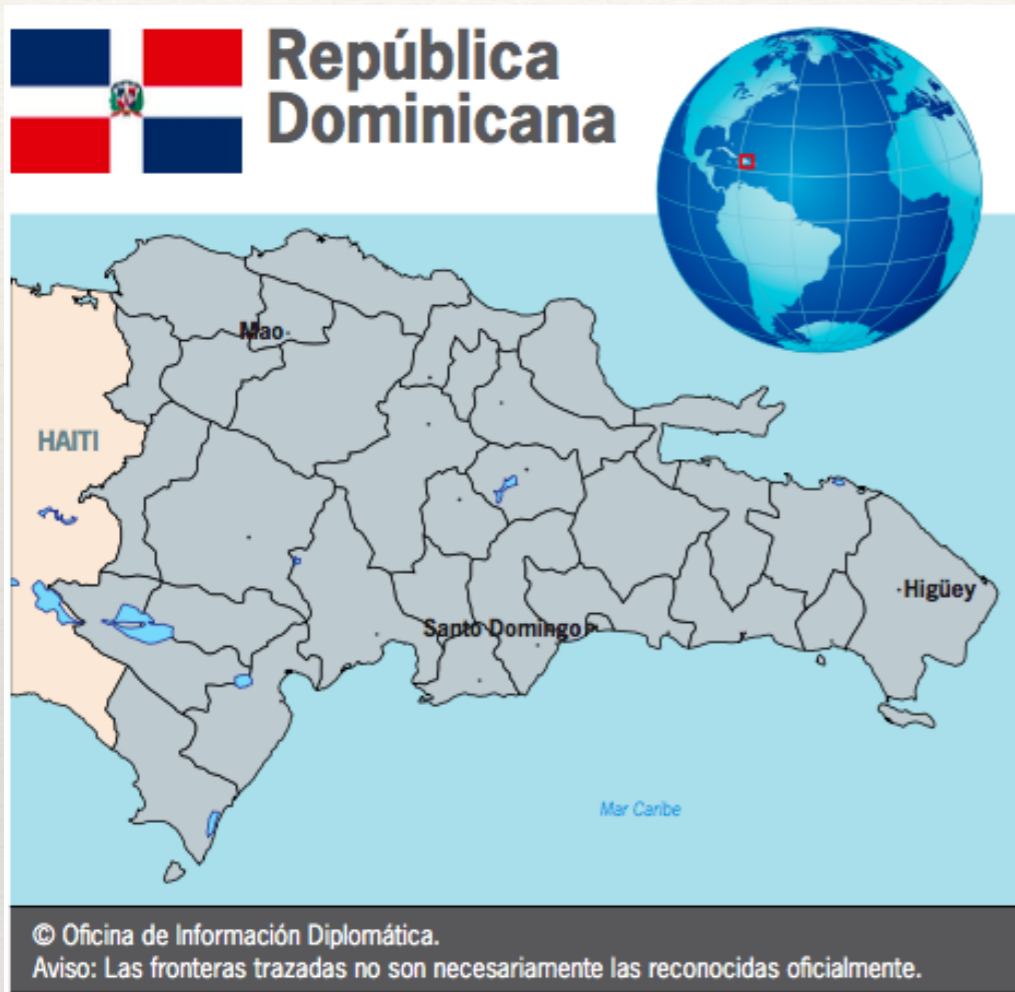 República
Dominicana
Mao
HAITI
Higüey
Santo Domingo
Mar Caribe
© Oficina de Información Diplomática.
Aviso: Las fronteras trazadas no son necesariamente las reconocidas oficialmente.